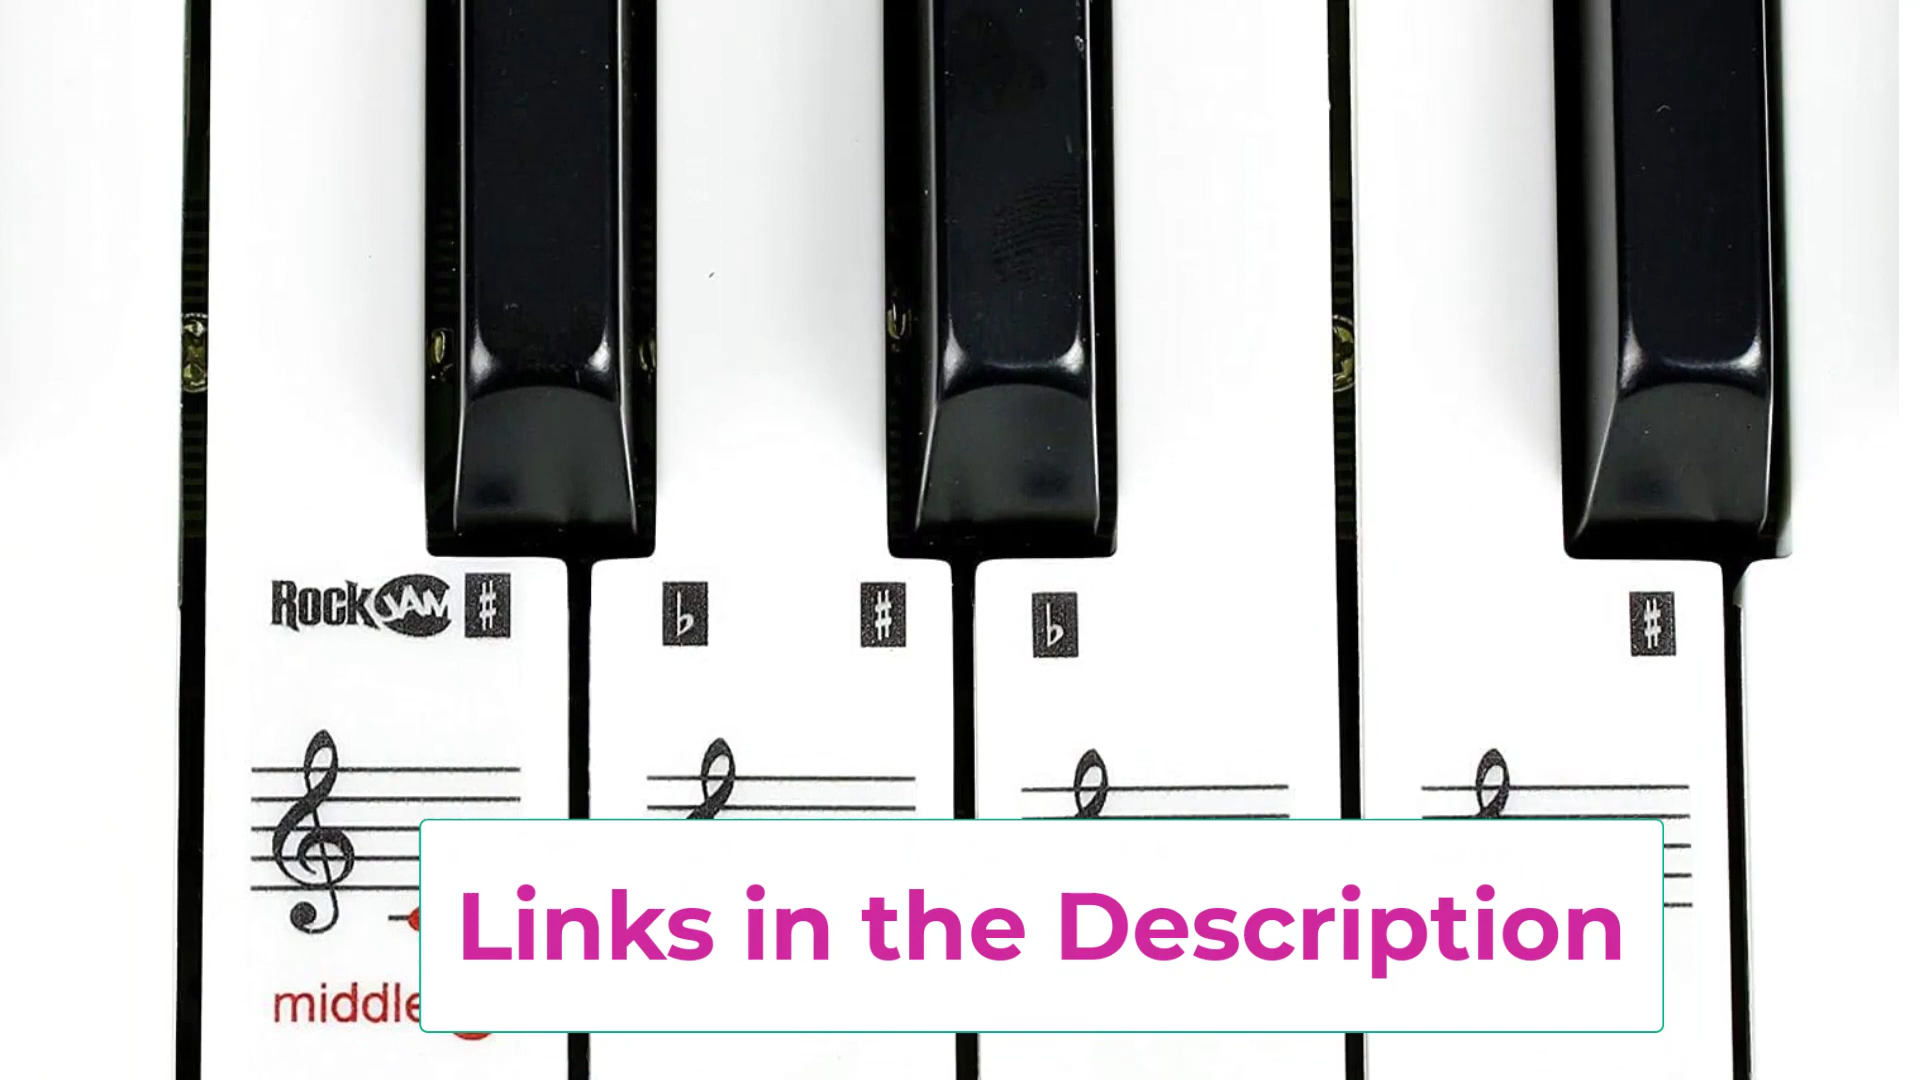 RockJAM #
♭ #
♭
#
middle
Links in the Description